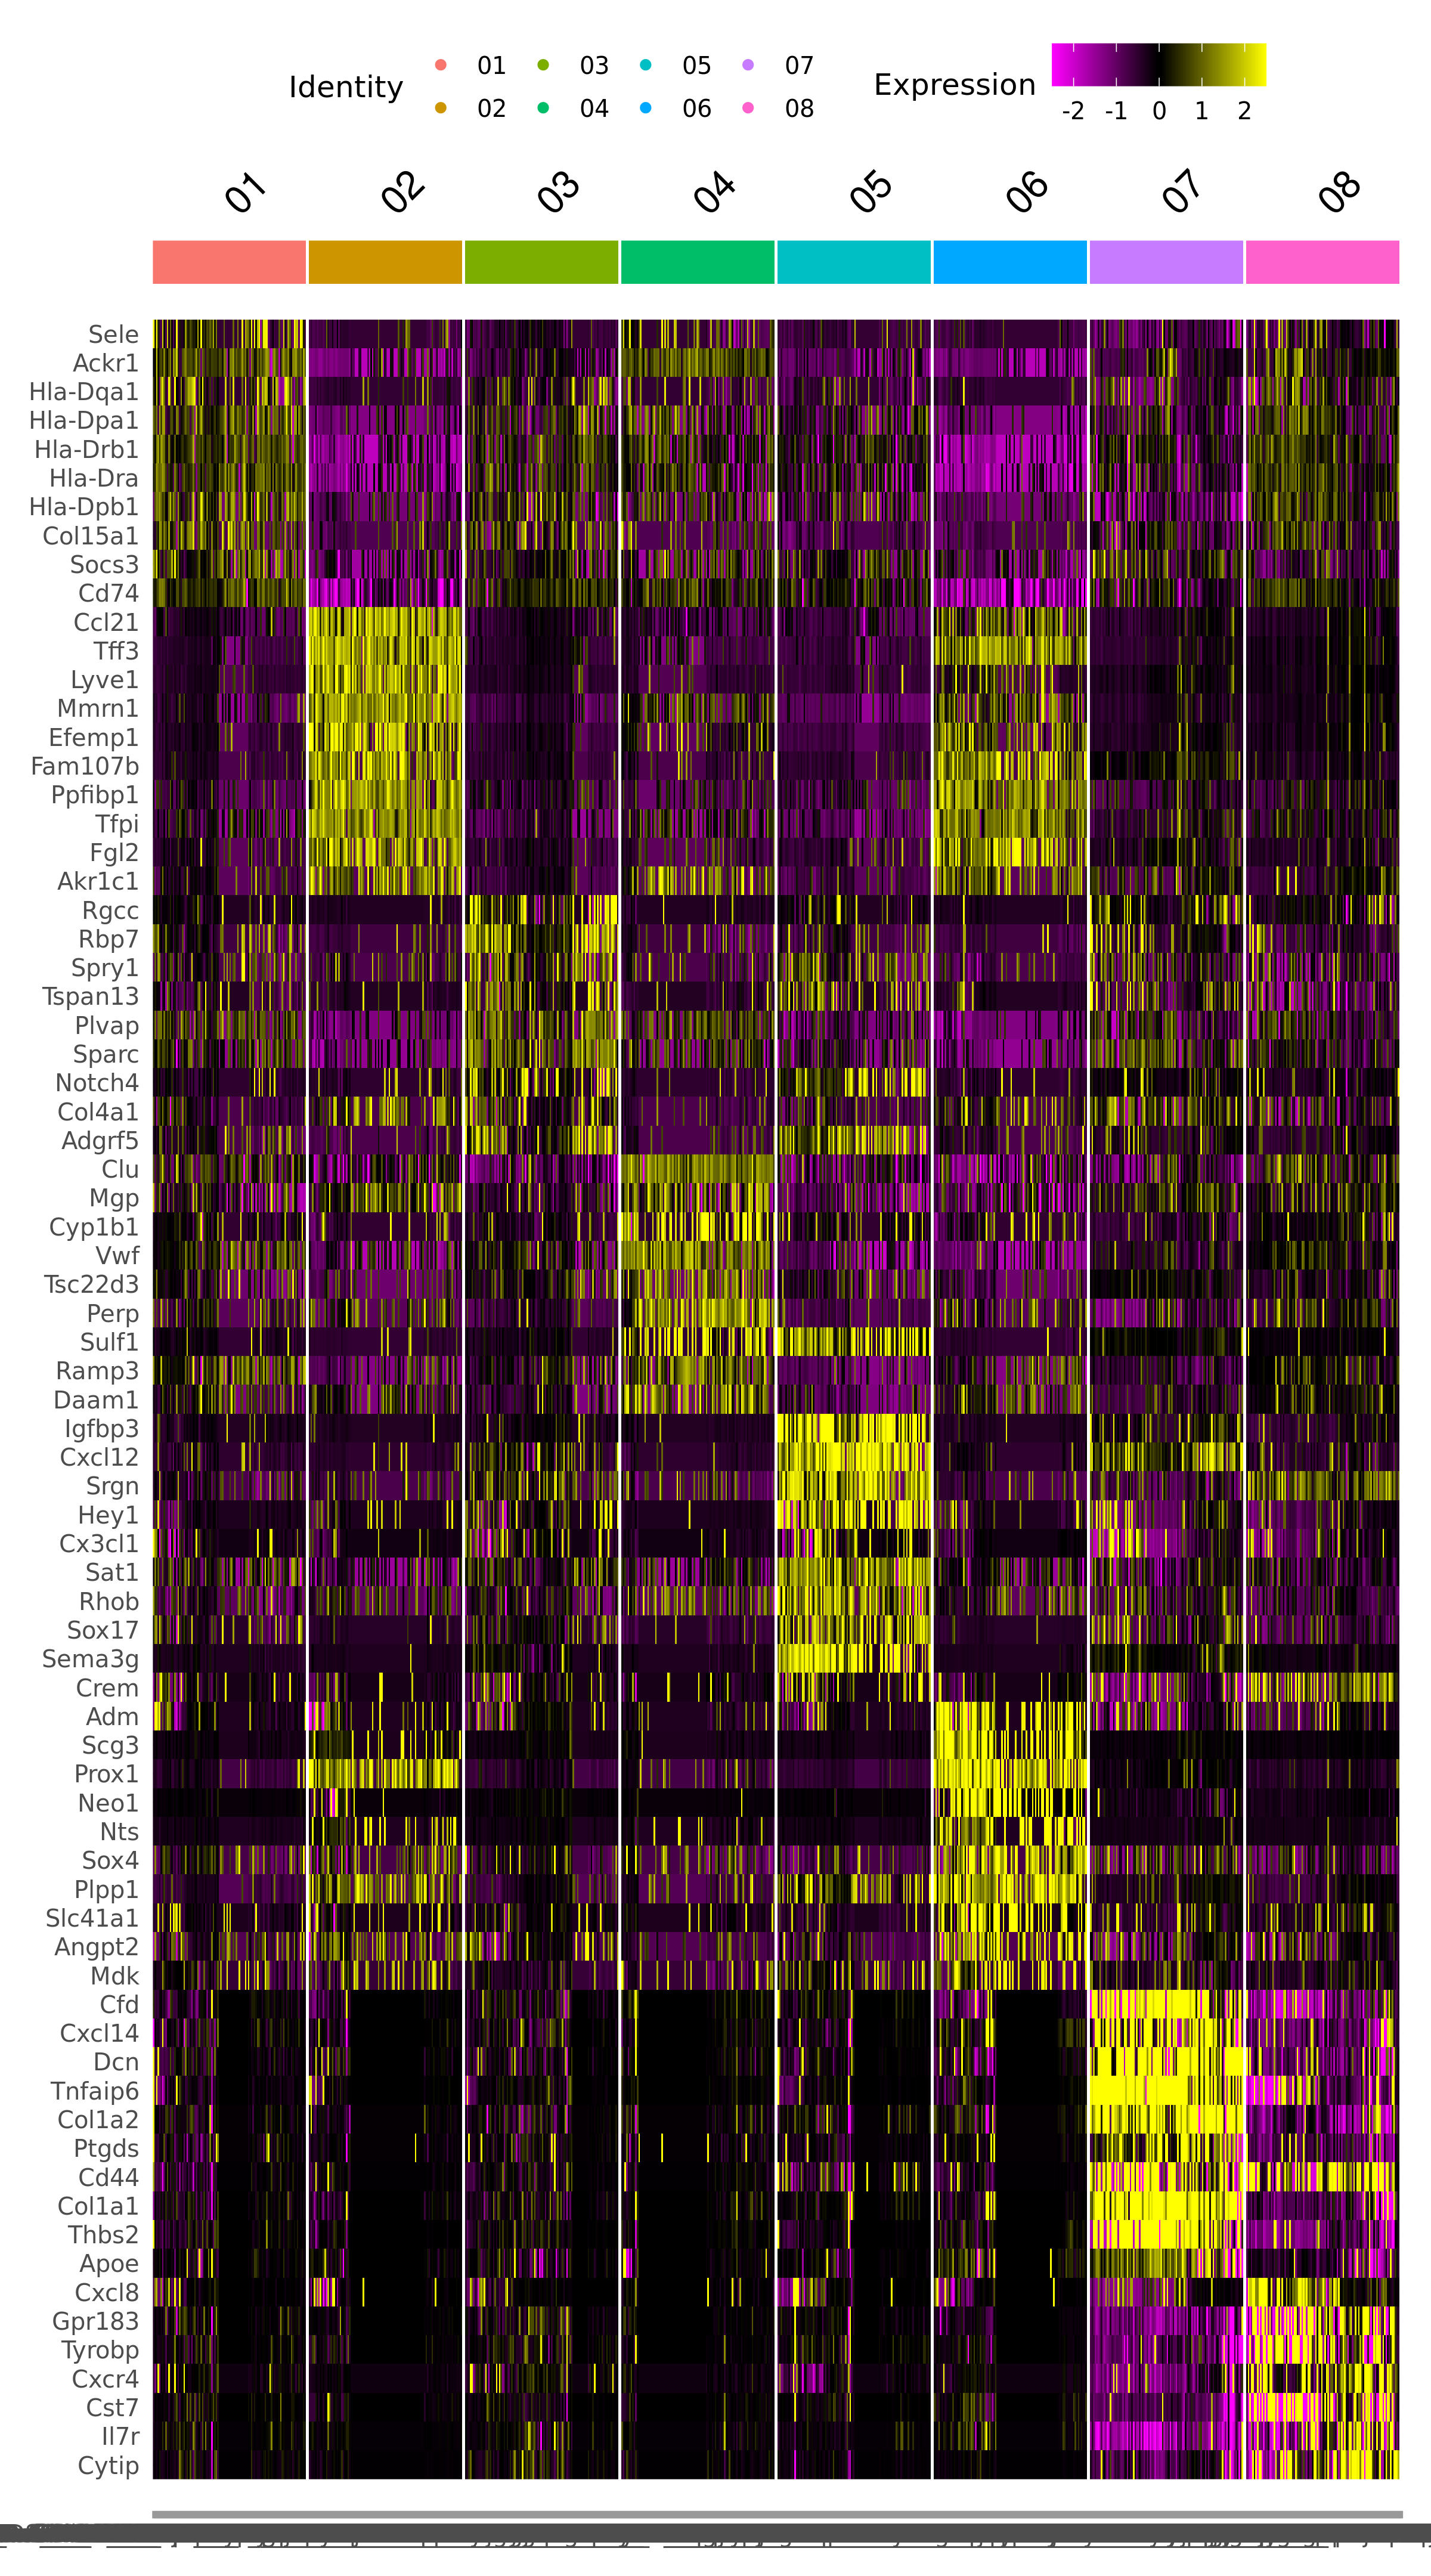 Identity
01 03 05 07
02 04 06 08
Expression
-2 -1 0 1 2
01 02 03 04 05 06 07 08
Sele
Ackr1
Hla-Dqa1
Hla-Dpa1
Hla-Drb1
Hla-Dra
Hla-Dpb1
Col15a1
Socs3
Cd74
Ccl21
Tff3
Lyve1
Mmrn1
Efemp1
Fam107b
Ppfibp1
Tfpi
Fgl2
Akr1c1
Rgcc
Rbp7
Spry1
Tspan13
Plvap
Sparc
Notch4
Col4a1
Adgrf5
Clu
Mgp
Cyp1b1
Vwf
Tsc22d3
Perp
Sulf1
Ramp3
Daam1
Igfbp3
Cxcl12
Srgn
Hey1
Cx3cl1
Sat1
Rhob
Sox17
Sema3g
Crem
Adm
Scg3
Prox1
Neo1
Nts
Sox4
Plpp1
Slc41a1
Angpt2
Mdk
Cfd
Cxcl14
Dcn
Tnfaip6
Col1a2
Ptgds
Cd44
Col1a1
Thbs2
Apoe
Cxcl8
Gpr183
Tyrobp
Cxcr4
Cst7
Il7r
Cytip